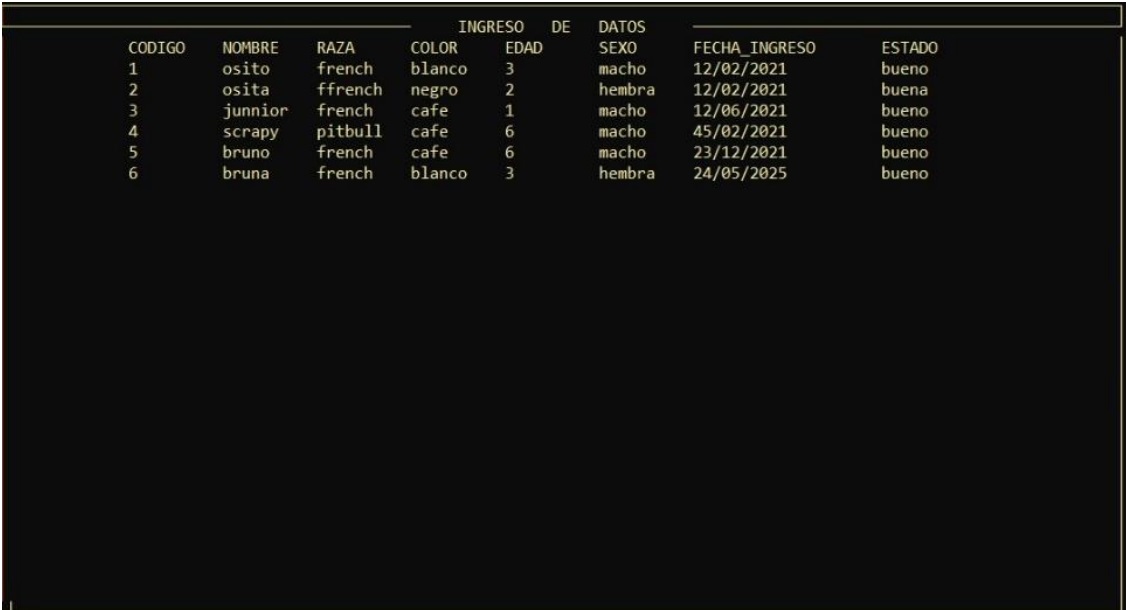 INGRESO DE DATOS
CODIGO NOMBRE RAZA COLOR EDAD SEXO FECHA_INGRESO ESTADO
1 osito french blanco 3 macho 12/02/2021 bueno
2 osita ffrench negro 2 hembra 12/02/2021 buena
3 junnior french cafe 1 macho 12/06/2021 bueno
4 scrapy pitbull cafe 6 macho 45/02/2021 bueno
5 bruno french cafe 6 macho 23/12/2021 bueno
6 bruna french blanco 3 hembra 24/05/2025 bueno